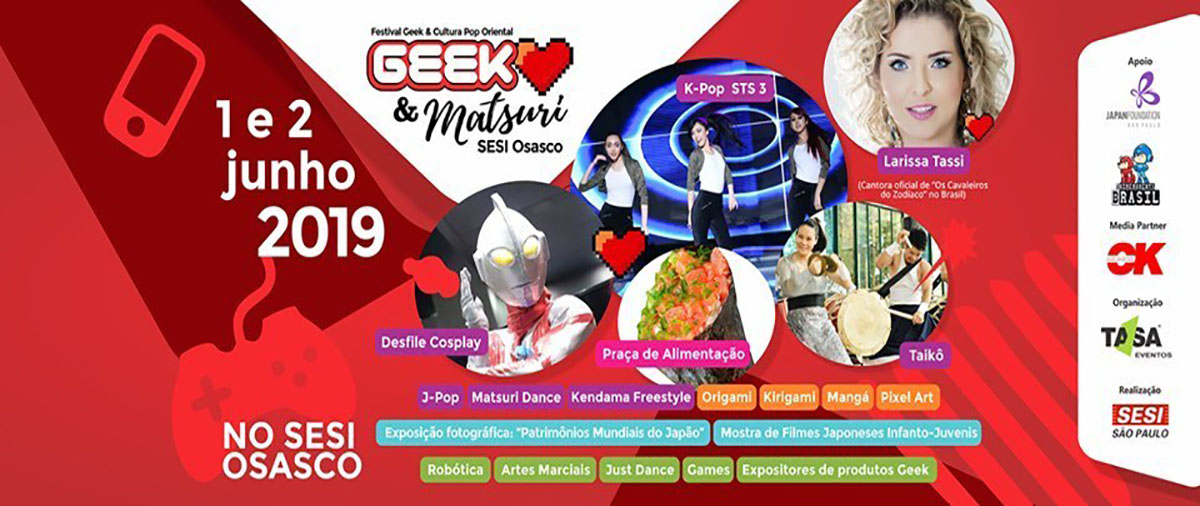 Festival Geek & Cultura Pop Oriental
GEEK
& Matsuri
SESI Osasco
1 e 2
junho
2019
NO SESI
OSASCO
K-Pop STS 3
Larissa Tassi
(Cantora oficial de "Os Cavaleiros
do Zodíaco" no Brasil)
Desfile Cosplay
Praça de Alimentação
Taikô
J-Pop
Matsuri Dance
Kendama Freestyle
Origami
Kirigami
Mangá
Pixel Art
Exposição fotográfica: "Patrimônios Mundiais do Japão"
Mostra de Filmes Japoneses Infanto-Juvenis
Robótica
Artes Marciais
Just Dance
Games
Expositores de produtos Geek
Apoio
JAPANFOUNDATION
SÃO PAULO
BRASIL
Media Partner
OK
Organização
TASA
EVENTOS
Realização
SESI
SÃO PAULO